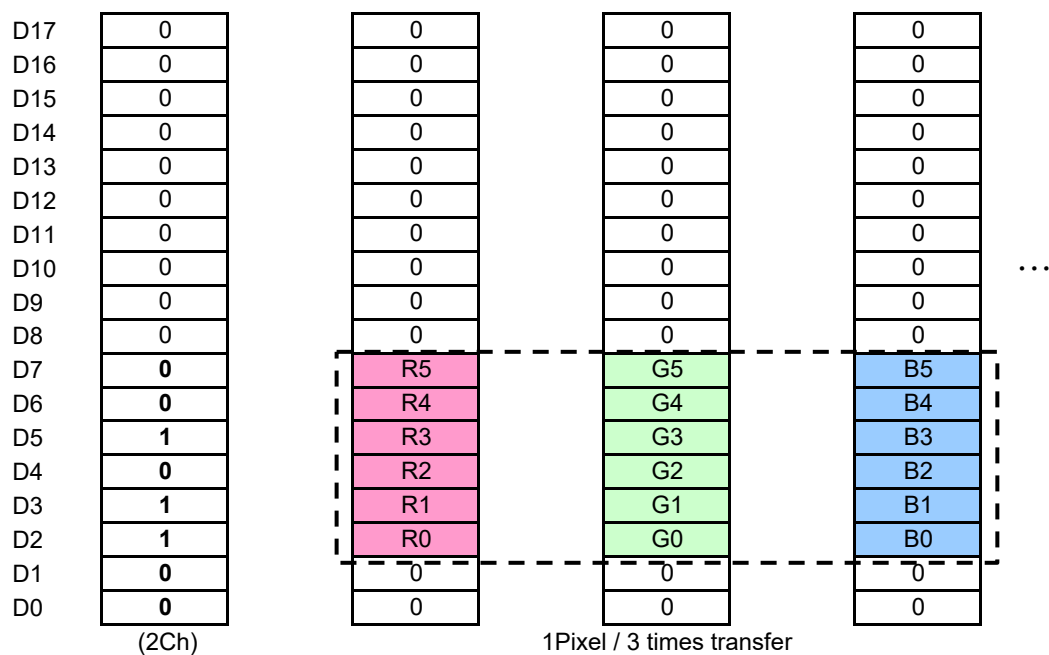 D17 0 0 0 0
D16 0 0 0 0
D15 0 0 0 0
D14 0 0 0 0
D13 0 0 0 0
D12 0 0 0 0
D11 0 0 0 0
D10 0 0 0 0 ...
D9 0 0 0 0
D8 0 0 0 0
D7 0 R5 G5 B5
D6 0 R4 G4 B4
D5 1 R3 G3 B3
D4 0 R2 G2 B2
D3 1 R1 G1 B1
D2 1 R0 G0 B0
D1 0 0 0 0
D0 0 0 0 0
(2Ch) 1Pixel / 3 times transfer